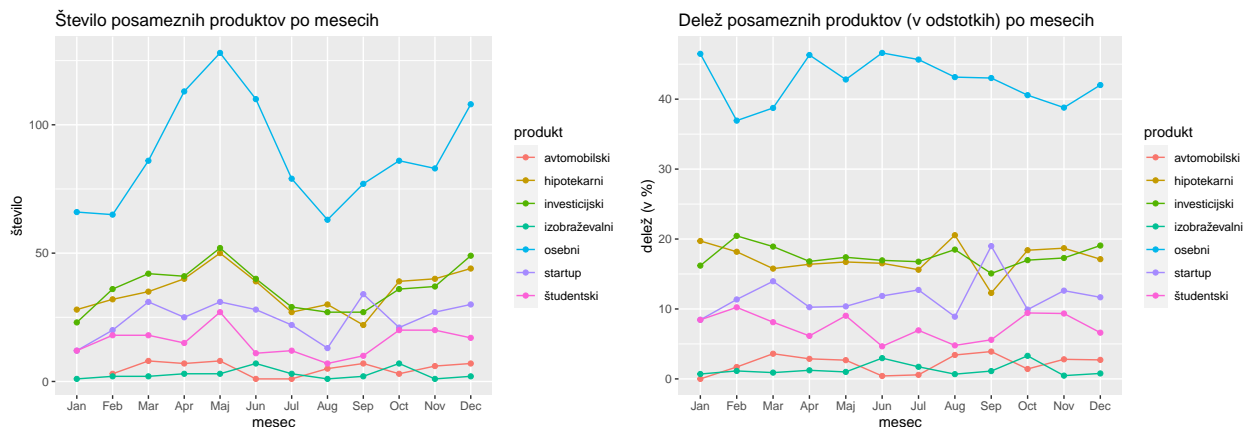 Število posameznih produktov po mesecih
število
100
50
0
Jan Feb Mar Apr Maj Jun Jul Aug Sep Oct Nov Dec
mesec
produkt
avtomobilski
hipotekarni
investicijski
izobraževalni
osebni
startup
študentski
Delež posameznih produktov (v odstotkih) po mesecih
delež (v %)
40
30
20
10
0
Jan Feb Mar Apr Maj Jun Jul Aug Sep Oct Nov Dec
mesec
produkt
avtomobilski
hipotekarni
investicijski
izobraževalni
osebni
startup
študentski